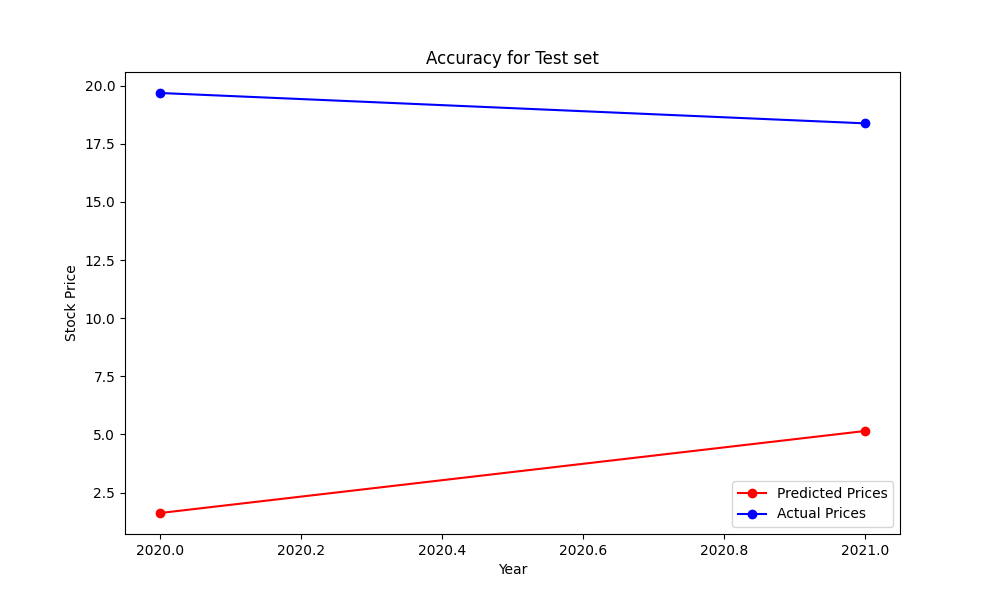 Accuracy for Test set
20.0
17.5
15.0
12.5
10.0
7.5
5.0
2.5
Stock Price
2020.0 2020.2 2020.4 2020.6 2020.8 2021.0
Year
Predicted Prices
Actual Prices